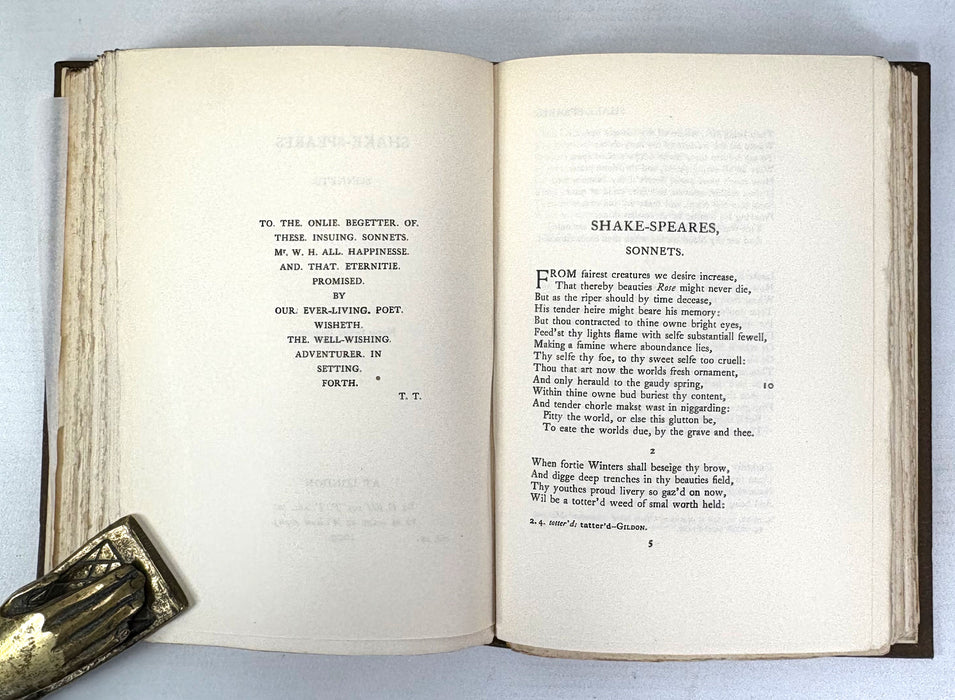 TO. THE. ONLIE. BEGETTER. OF.
THESE. INSUING. SONNETS.
Mr. W. H. ALL. HAPPINESSE.
AND. THAT. ETERNITIE.
PROMISED.
BY
OUR. EVER-LIVING. POET.
WISHETH.
THE. WELL-WISHING.
ADVENTURER. IN
SETTING.
FORTH.
T. T.
SHAKE-SPEARES,
SONNETS.
FROM fairest creatures we desire increase,
That thereby beauties Rose might never die,
But as the riper should by time decease,
His tender heire might beare his memory:
But thou contracted to thine owne bright eyes,
Feed'st thy lights flame with selfe substantiall fewell,
Making a famine where aboundance lies,
Thy selfe thy foe, to thy sweet selfe too cruell:
Thou that art now the worlds fresh ornament,
And only herauld to the gaudy spring, 10
Within thine owne bud buriest thy content,
And tender chorle makst wast in niggarding:
Pitty the world, or else this glutton be,
To eate the worlds due, by the grave and thee.
2
When fortie Winters shall beseige thy brow,
And digge deep trenches in thy beauties field,
Thy youthes proud livery so gaz'd on now,
Wil be a totter'd weed of smal worth held:
2. 4. totter'd: tatter'd-GILDON.
5